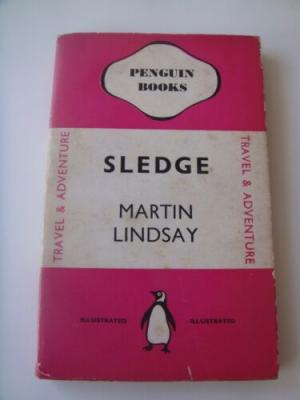 PENGUIN
BOOKS
TRAVEL & ADVENTURE
SLEDGE
MARTIN
LINDSAY
TRAVEL & ADVENTURE
ILLUSTRATED
ILLUSTRATED